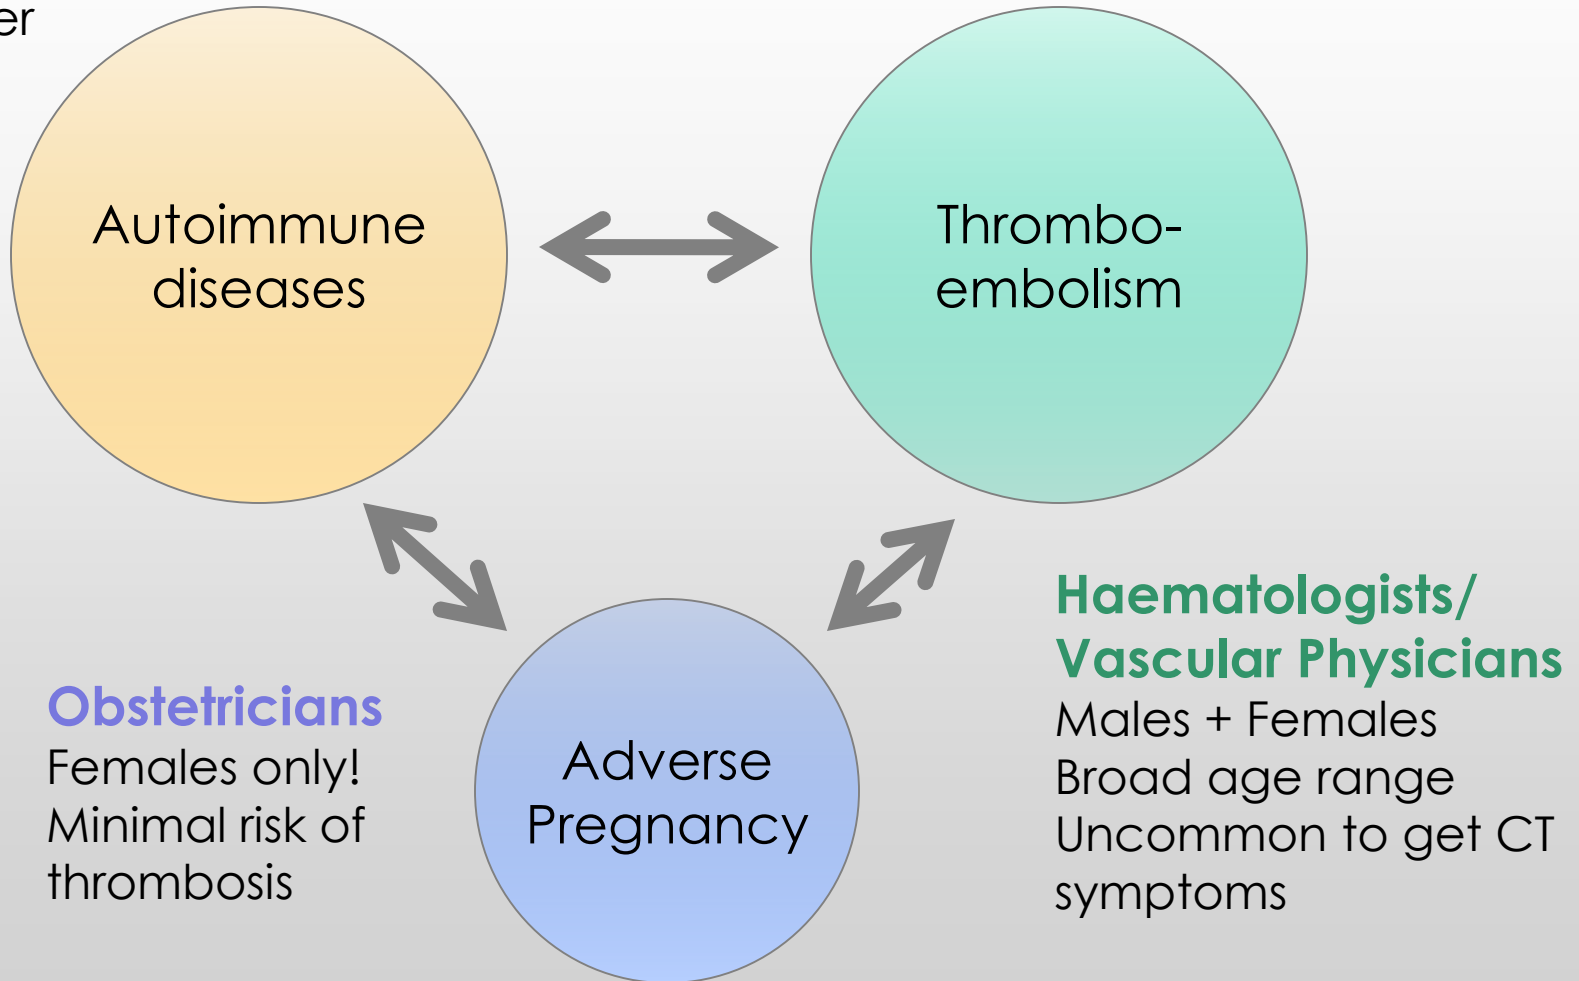 er
Autoimmune
diseases
Thrombo-
embolism
Haematologists/
Vascular Physicians
Males + Females
Broad age range
Uncommon to get CT
symptoms
Obstetricians
Females only!
Minimal risk of
thrombosis
Adverse
Pregnancy